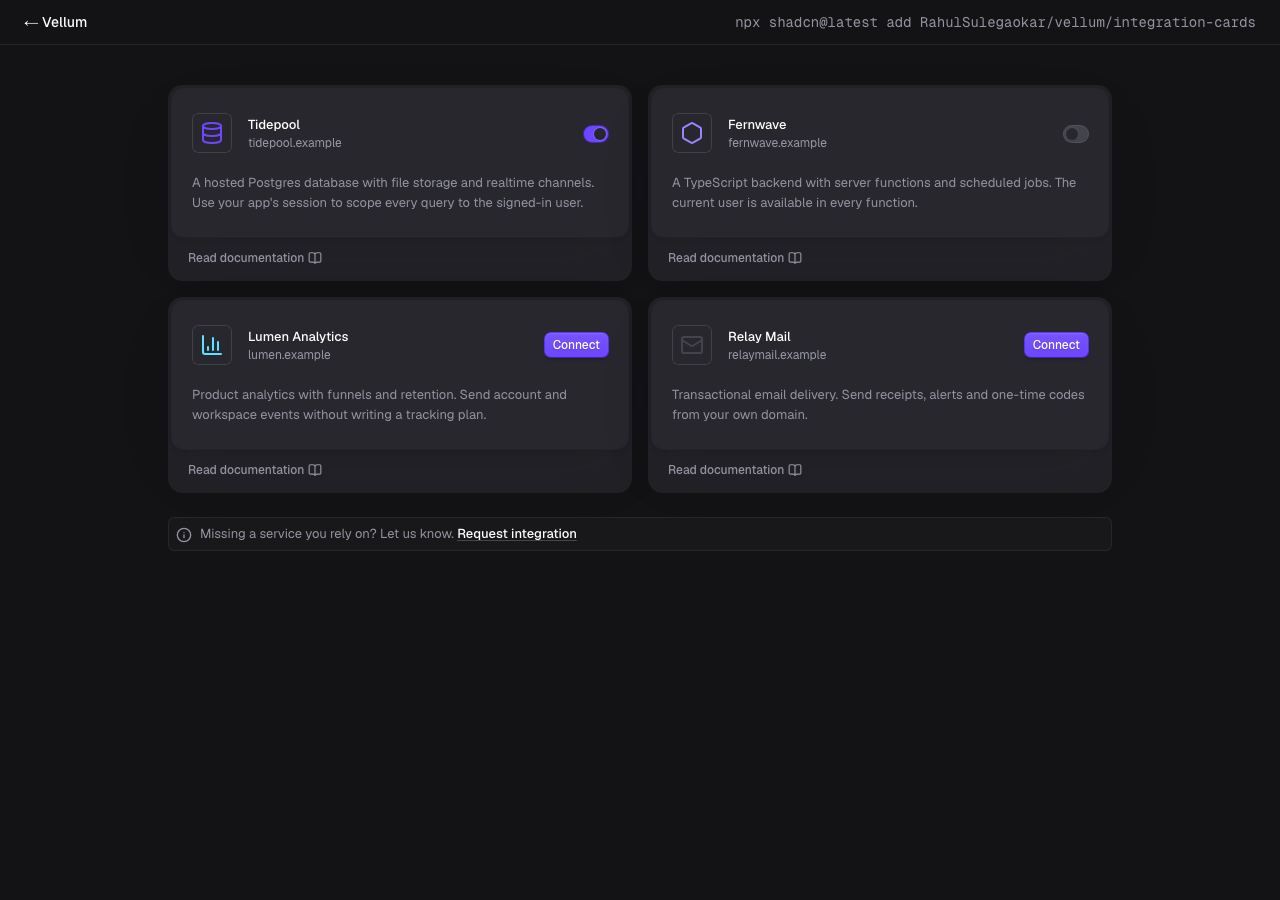 ← Vellum
npx shadcn@latest add RahulSulegaokar/vellum/integration-cards
Tidepool
tidepool.example
A hosted Postgres database with file storage and realtime channels.
Use your app's session to scope every query to the signed-in user.
Read documentation
Fernwave
fernwave.example
A TypeScript backend with server functions and scheduled jobs. The
current user is available in every function.
Read documentation
Lumen Analytics
lumen.example
Connect
Product analytics with funnels and retention. Send account and
workspace events without writing a tracking plan.
Read documentation
Relay Mail
relaymail.example
Connect
Transactional email delivery. Send receipts, alerts and one-time codes
from your own domain.
Read documentation
Missing a service you rely on? Let us know. Request integration